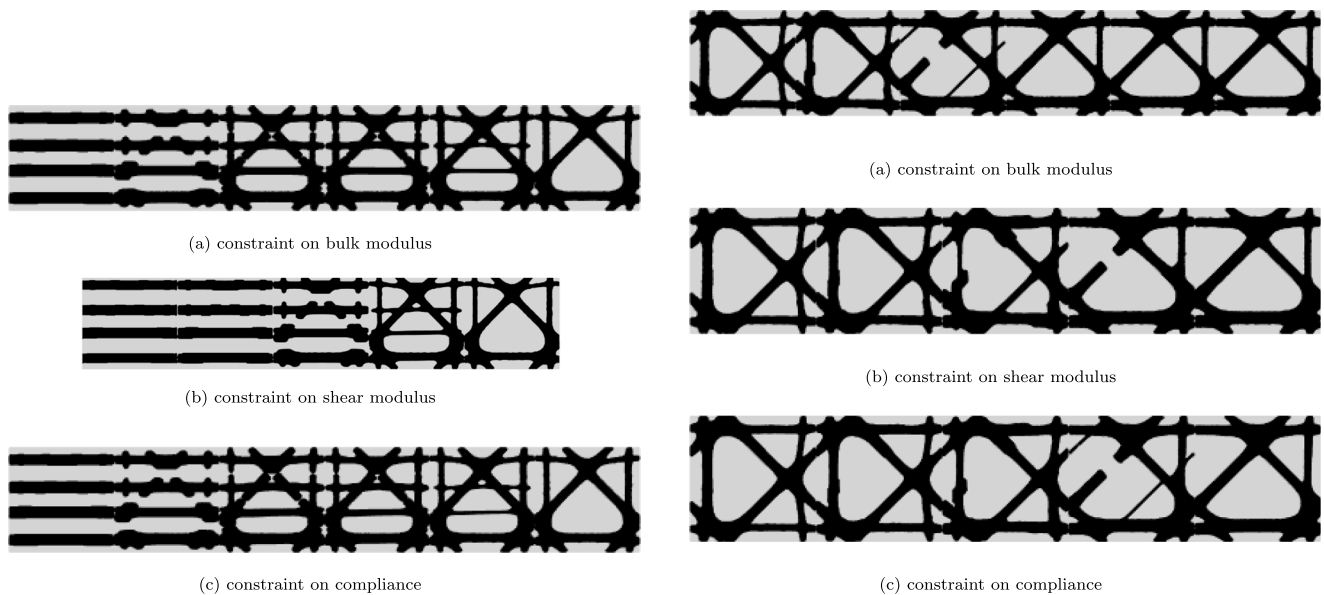 (a) constraint on bulk modulus
(b) constraint on shear modulus
(c) constraint on compliance
(a) constraint on bulk modulus
(b) constraint on shear modulus
(c) constraint on compliance